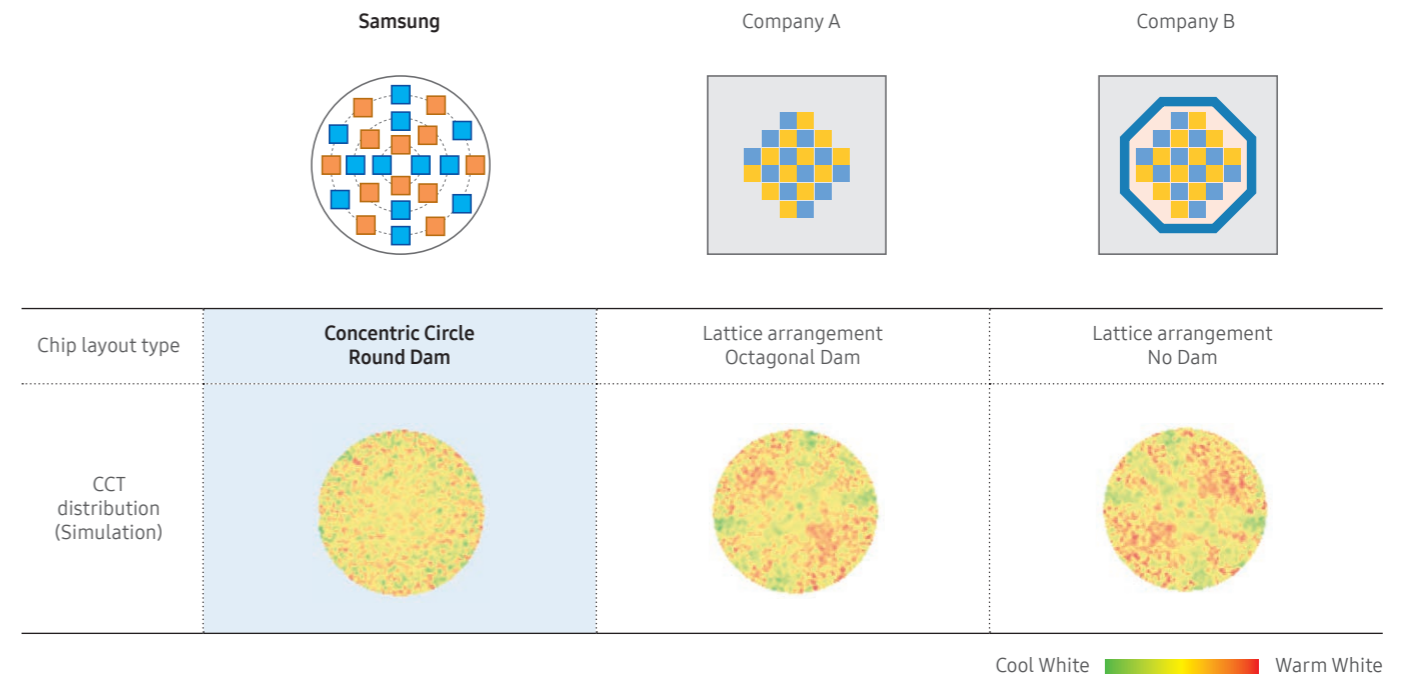 Samsung
Company A
Company B
Chip layout type
Concentric Circle
Round Dam
Lattice arrangement
Octagonal Dam
Lattice arrangement
No Dam
CCT
distribution
(Simulation)
Cool White
Warm White